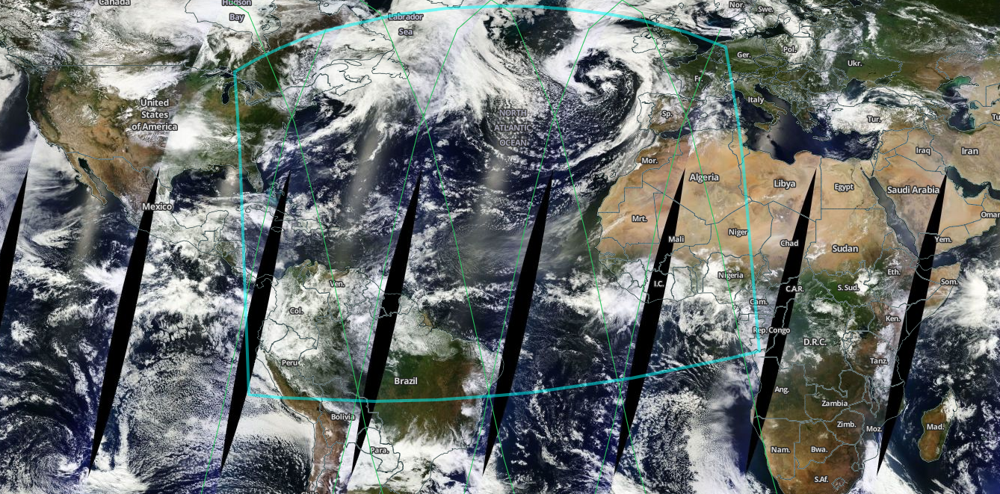 Canada
Hudson
Bay
Labrador
Sea
Nor.
Swe.
Ger.
Pol.
Ukr.
Fr.
Italy
Sp.
Tur.
Tu
United
States
of America
NORTH
ATLANTIC
OCEAN
Mor.
Algeria
Libya
Egypt
Iraq
Iran
Saudi Arabia
Mexico
Mrt.
Mali
Niger
Chad
Sudan
Oman
Yem.
Ven.
Col.
I.C.
Nigeria
C.A.R.
S. Sud.
Eth.
Som.
Cam.
Rep. Congo
Ken.
D.R.C.
Peru
Brazil
Tanz.
Ang.
Zambia
Bolivia
Zimb.
Moz.
Mad.
Para.
Nam.
Bwa.
S.Af.